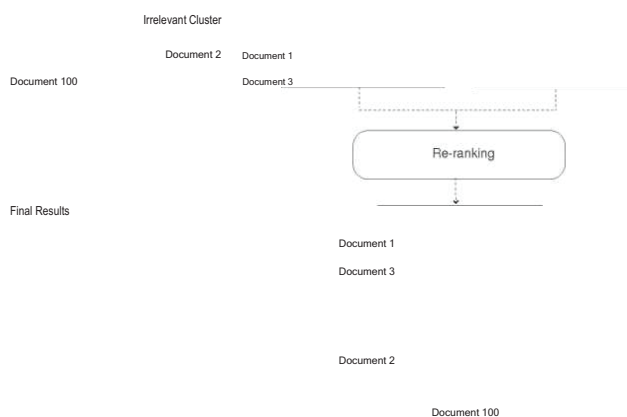 Irrelevant Cluster
Document 2 Document 1
Document 100 Document 3
Re-ranking
Final Results
Document 1
Document 3
Document 2
Document 100